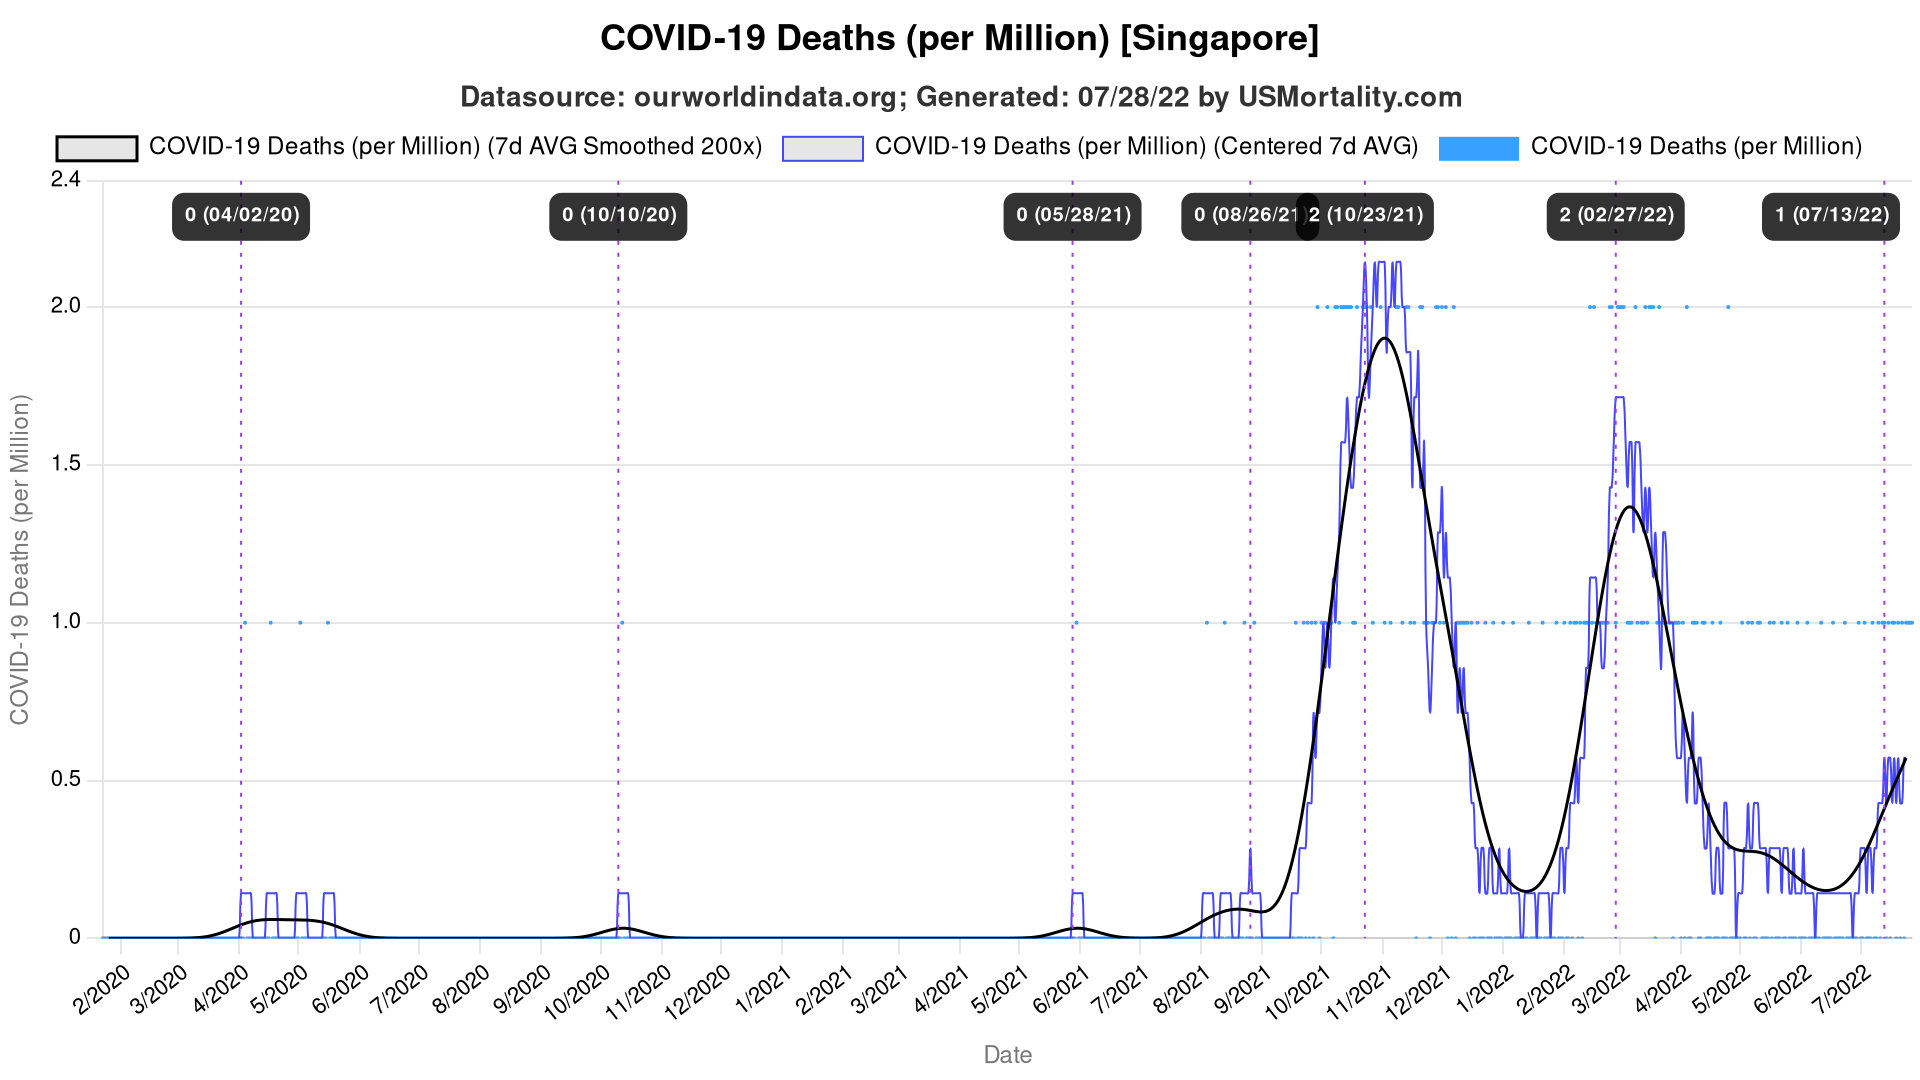 COVID-19 Deaths (per Million) [Singapore]
Datasource: ourworldindata.org; Generated: 07/28/22 by USMortality.com
COVID-19 Deaths (per Million) (7d AVG Smoothed 200x) COVID-19 Deaths (per Million) (Centered 7d AVG) COVID-19 Deaths (per Million)
2.4
0 (04/02/20) 0 (10/10/20) 0 (05/28/21) 0 (08/26/21) 2 (10/23/21) 2 (02/27/22) 1 (07/13/22)
2.0
1.5
1.0
0.5
0
COVID-19 Deaths (per Million)
2/2020 3/2020 4/2020 5/2020 6/2020 7/2020 8/2020 9/2020 10/2020 11/2020 12/2020 1/2021 2/2021 3/2021 4/2021 5/2021 6/2021 7/2021 8/2021 9/2021 10/2021 11/2021 12/2021 1/2022 2/2022 3/2022 4/2022 5/2022 6/2022 7/2022
Date